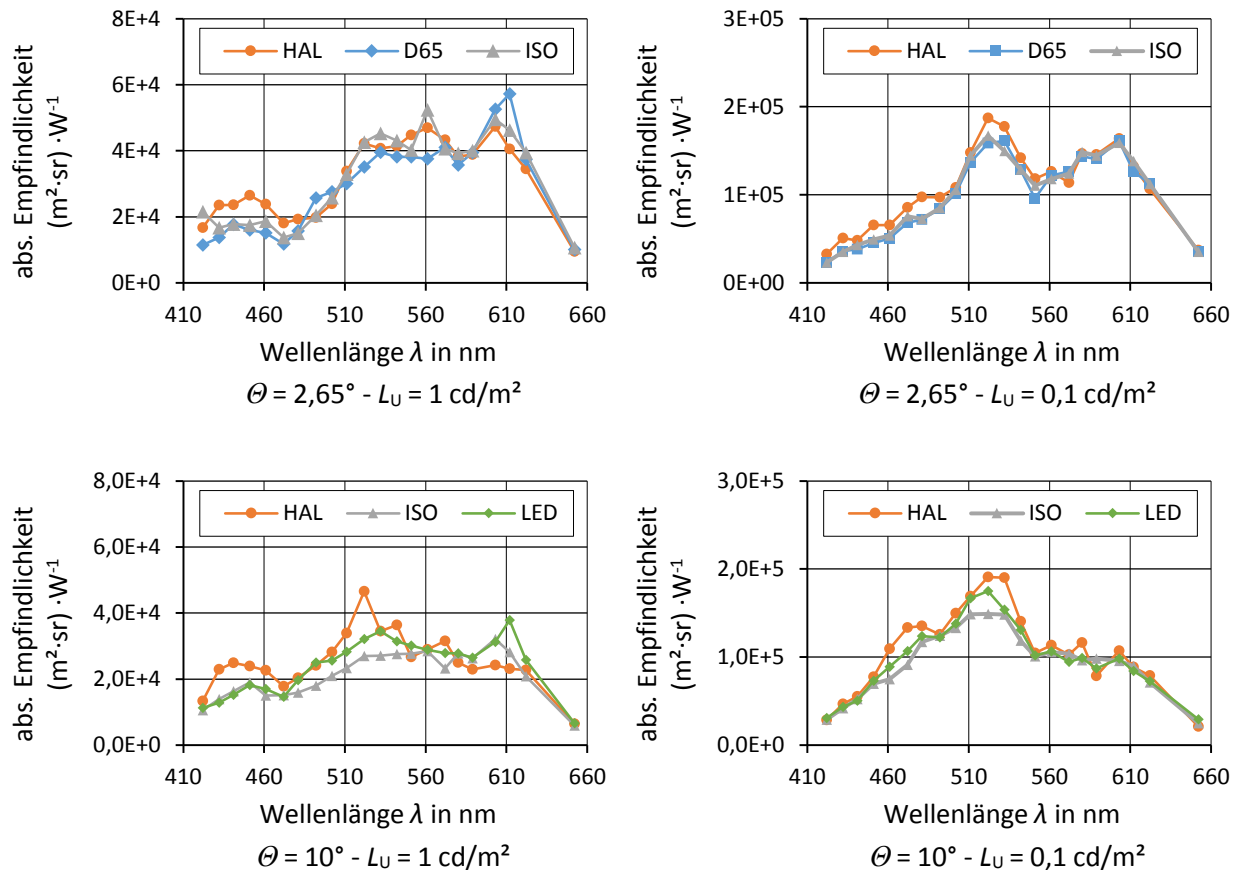 abs. Empfindlichkeit
(m²·sr) ·W⁻¹
8E+4
6E+4
4E+4
2E+4
0E+0
HAL D65 ISO
410 460 510 560 610 660
Wellenlänge λ in nm
Θ = 2,65° - L_U = 1 cd/m²
abs. Empfindlichkeit
(m²·sr) ·W⁻¹
3E+05
2E+05
1E+05
0E+00
HAL D65 ISO
410 460 510 560 610 660
Wellenlänge λ in nm
Θ = 2,65° - L_U = 0,1 cd/m²
abs. Empfindlichkeit
(m²·sr) ·W⁻¹
8,0E+4
6,0E+4
4,0E+4
2,0E+4
0,0E+0
HAL ISO LED
410 460 510 560 610 660
Wellenlänge λ in nm
Θ = 10° - L_U = 1 cd/m²
abs. Empfindlichkeit
(m²·sr) ·W⁻¹
3,0E+5
2,0E+5
1,0E+5
0,0E+0
HAL ISO LED
410 460 510 560 610 660
Wellenlänge λ in nm
Θ = 10° - L_U = 0,1 cd/m²